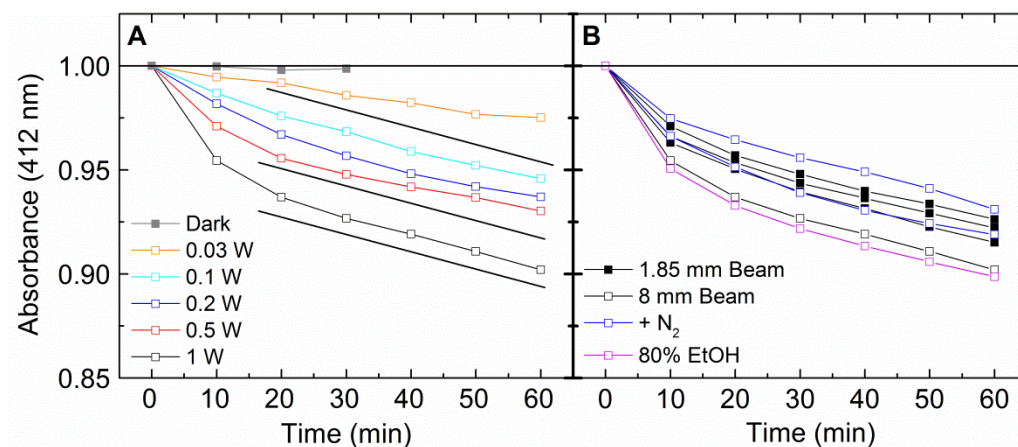 A
B
Absorbance (412 nm)
1.00
0.95
0.90
0.85
Dark
0.03 W
0.1 W
0.2 W
0.5 W
1 W
1.85 mm Beam
8 mm Beam
+ N₂
80% EtOH
0 10 20 30 40 50 60
0 10 20 30 40 50 60
Time (min)
Time (min)